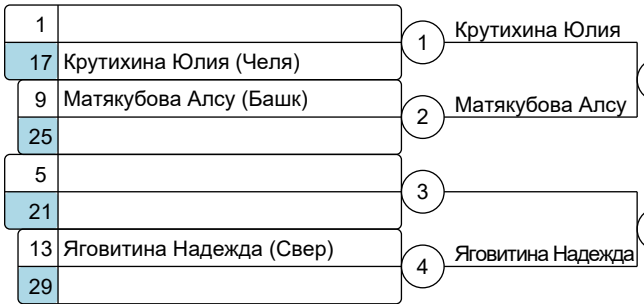 1
17 Крутихина Юлия (Челя)
1
Крутихина Юлия
9 Матякубова Алсу (Башк)
25
2
Матякубова Алсу
5
21
3
13 Яговитина Надежда (Свер)
29
4
Яговитина Надежда